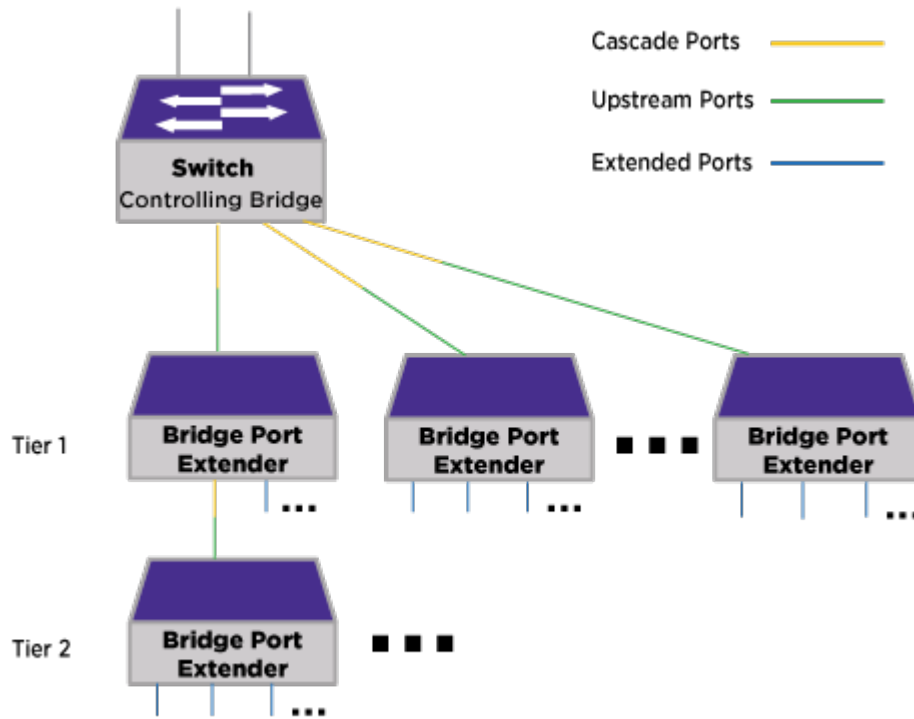 Cascade Ports
Upstream Ports
Extended Ports
Switch
Controlling Bridge
Tier 1
Bridge Port
Extender
...
Bridge Port
Extender
...
Bridge Port
Extender
...
Tier 2
Bridge Port
Extender
...